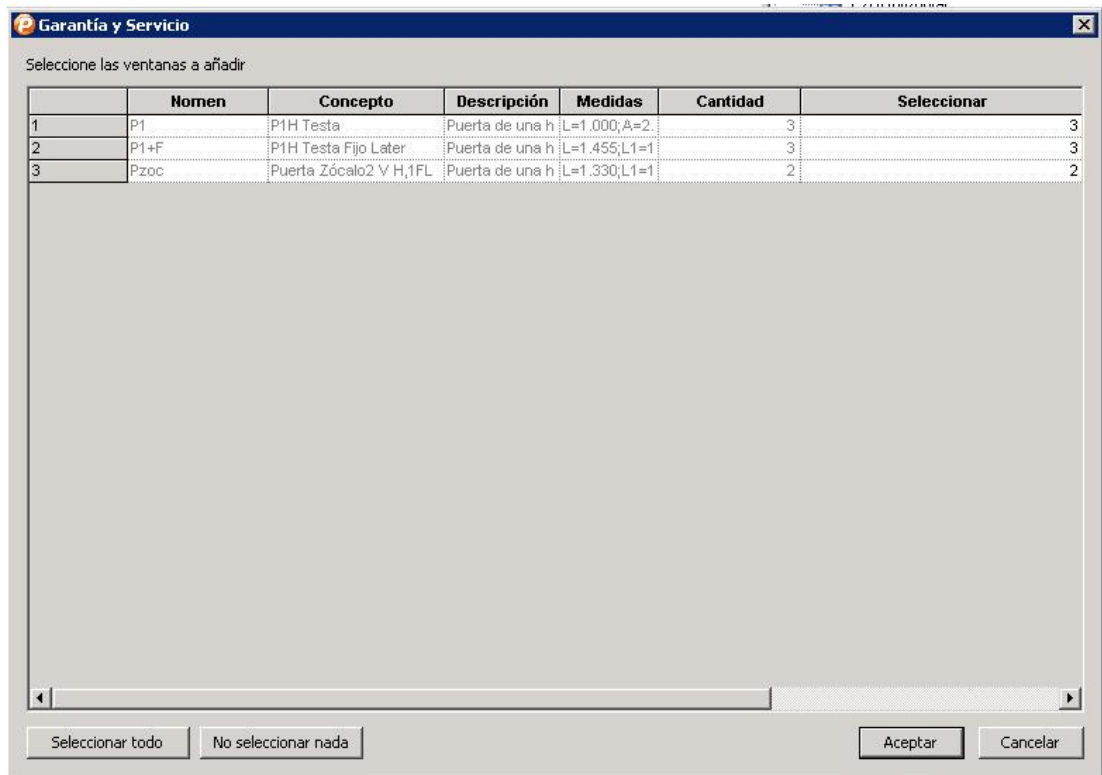 Garantía y Servicio
Seleccione las ventanas a añadir
Nomen Concepto Descripción Medidas Cantidad Seleccionar
1 P1 P1H Testa Puerta de una h L=1.000;A=2. 3 3
2 P1+F P1H Testa Fijo Later Puerta de una h L=1.455;L1=1 3 3
3 Pzoc Puerta Zócalo2 V H,1FL Puerta de una h L=1.330;L1=1 2 2
Seleccionar todo No seleccionar nada Aceptar Cancelar